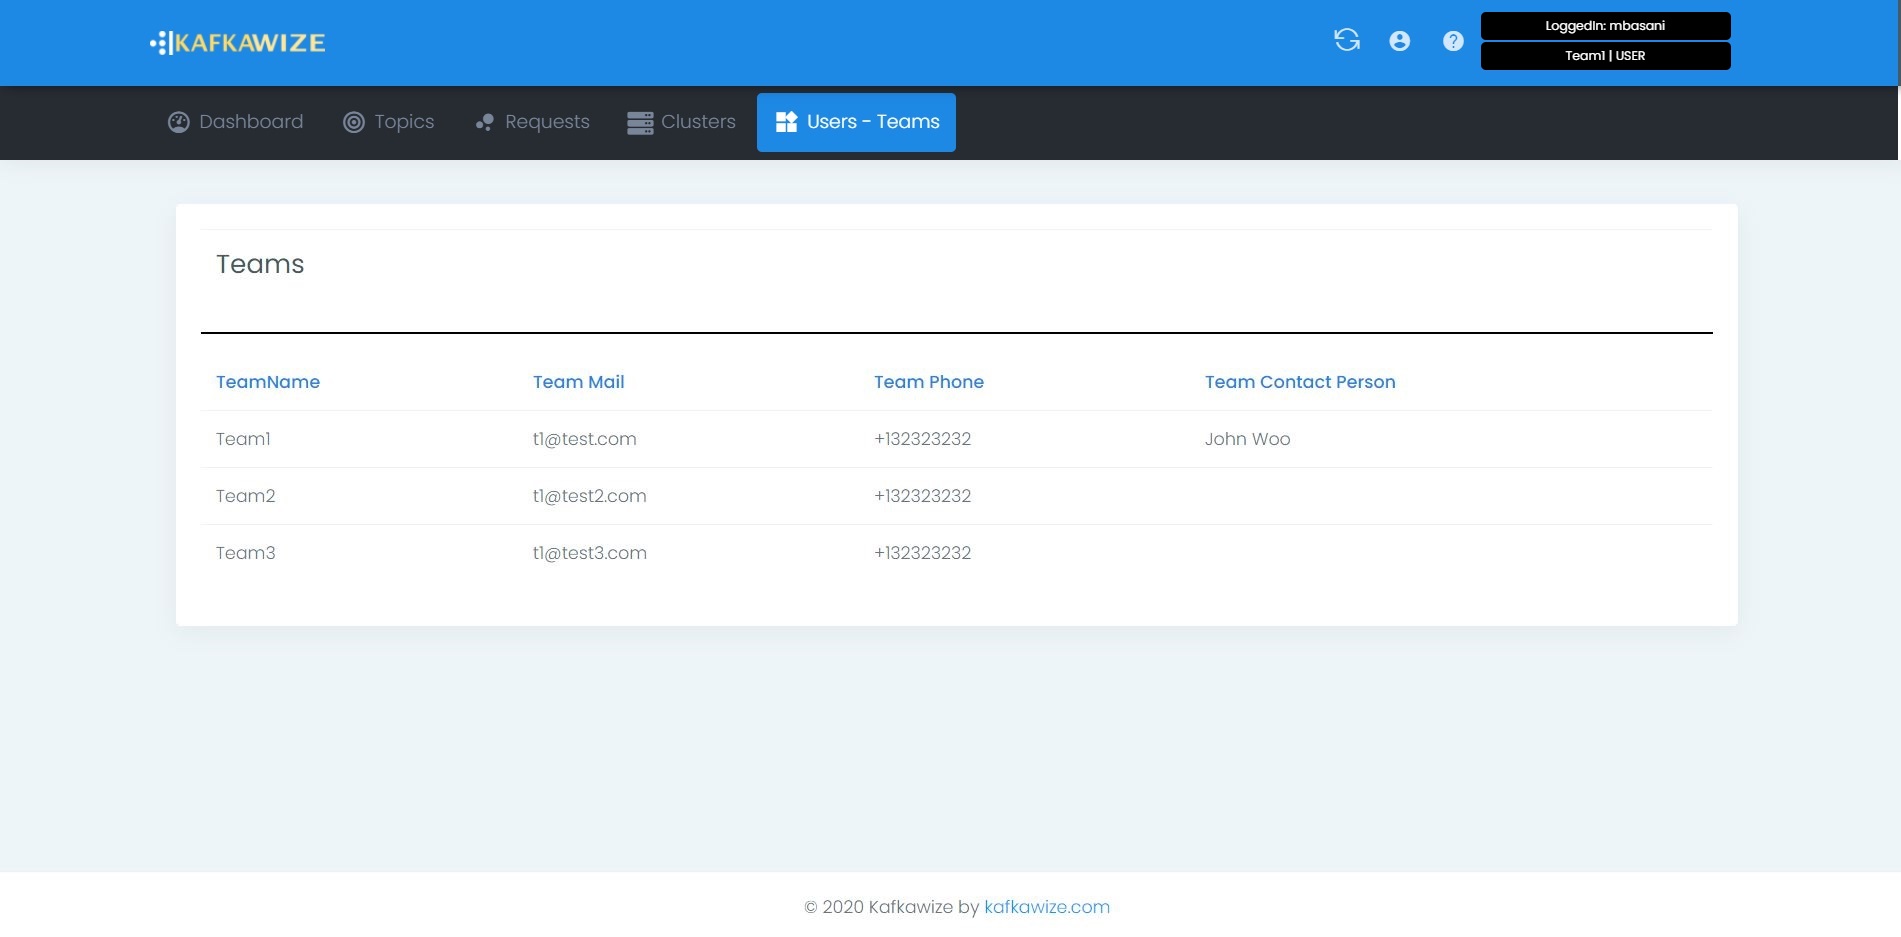 KAFKAWIZE
LoggedIn: mbasani
Team1 | USER
Dashboard Topics Requests Clusters Users - Teams
Teams
TeamName Team Mail Team Phone Team Contact Person
Team1 t1@test.com +132323232 John Woo
Team2 t1@test2.com +132323232
Team3 t1@test3.com +132323232
© 2020 Kafkawize by kafkawize.com